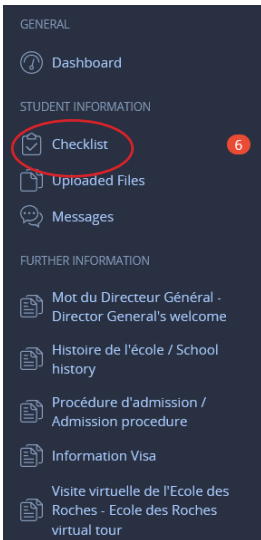 GENERAL
Dashboard
STUDENT INFORMATION
Checklist 6
Uploaded Files
Messages
FURTHER INFORMATION
Mot du Directeur Général -
Director General's welcome
Histoire de l'école / School
history
Procédure d'admission /
Admission procedure
Information Visa
Visite virtuelle de l'Ecole des
Roches - Ecole des Roches
virtual tour